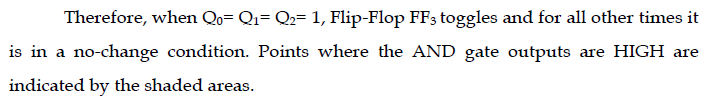 Therefore, when Q₀= Q₁= Q₂= 1, Flip-Flop FF₃ toggles and for all other times it
is in a no-change condition. Points where the AND gate outputs are HIGH are
indicated by the shaded areas.